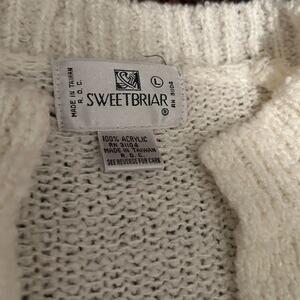 L
MADE IN TAIWAN
R. O. C.
SWEETBRIAR®
RN 31104
100% ACRYLIC
RN 31104
MADE IN TAIWAN
R. O. C.
SEE REVERSE FOR CARE